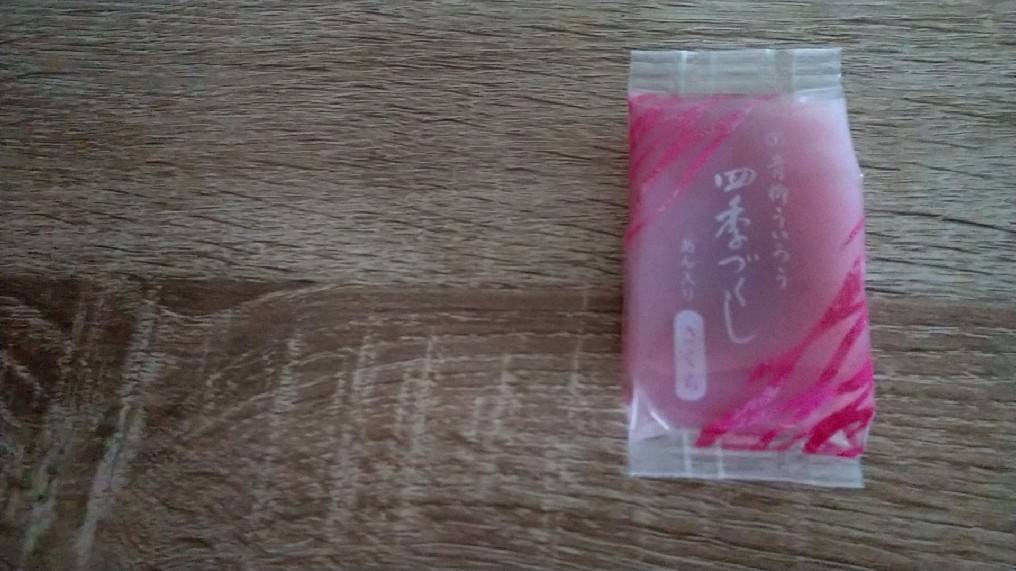 青柳ういろう
四季づくし
あん入り
さくら